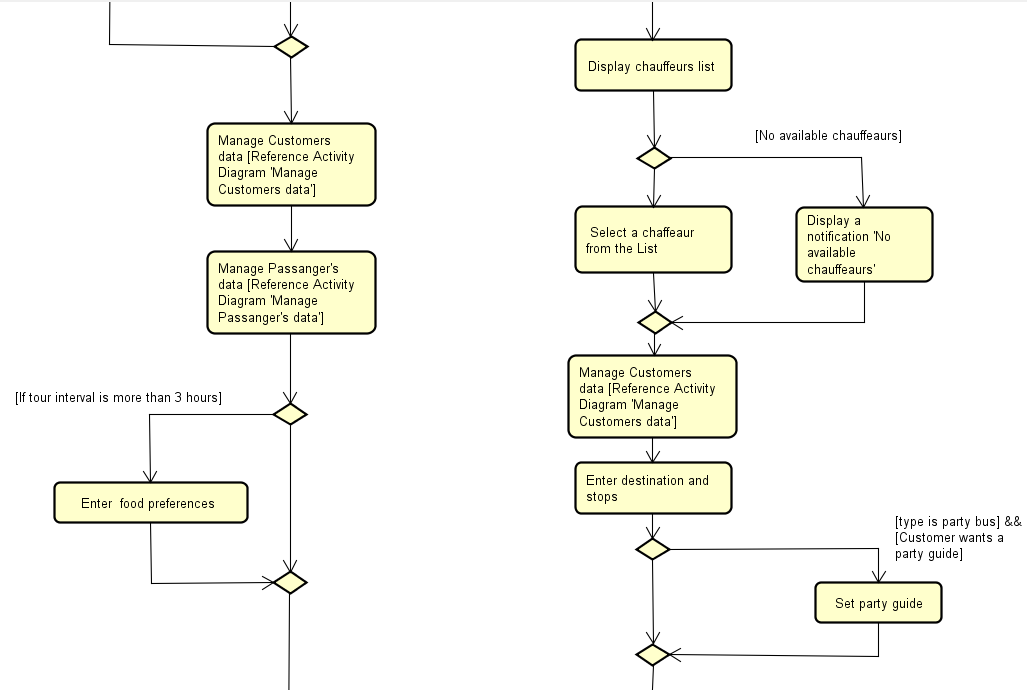 Manage Customers
data [Reference Activity
Diagram 'Manage
Customers data']
Manage Passanger's
data [Reference Activity
Diagram 'Manage
Passanger's data']
[If tour interval is more than 3 hours]
Enter food preferences
Display chauffeurs list
[No available chauffeaurs]
Select a chaffeaur
from the List
Display a
notification 'No
available
chauffeaurs'
Manage Customers
data [Reference Activity
Diagram 'Manage
Customers data']
Enter destination and
stops
[type is party bus] &&
[Customer wants a
party guide]
Set party guide